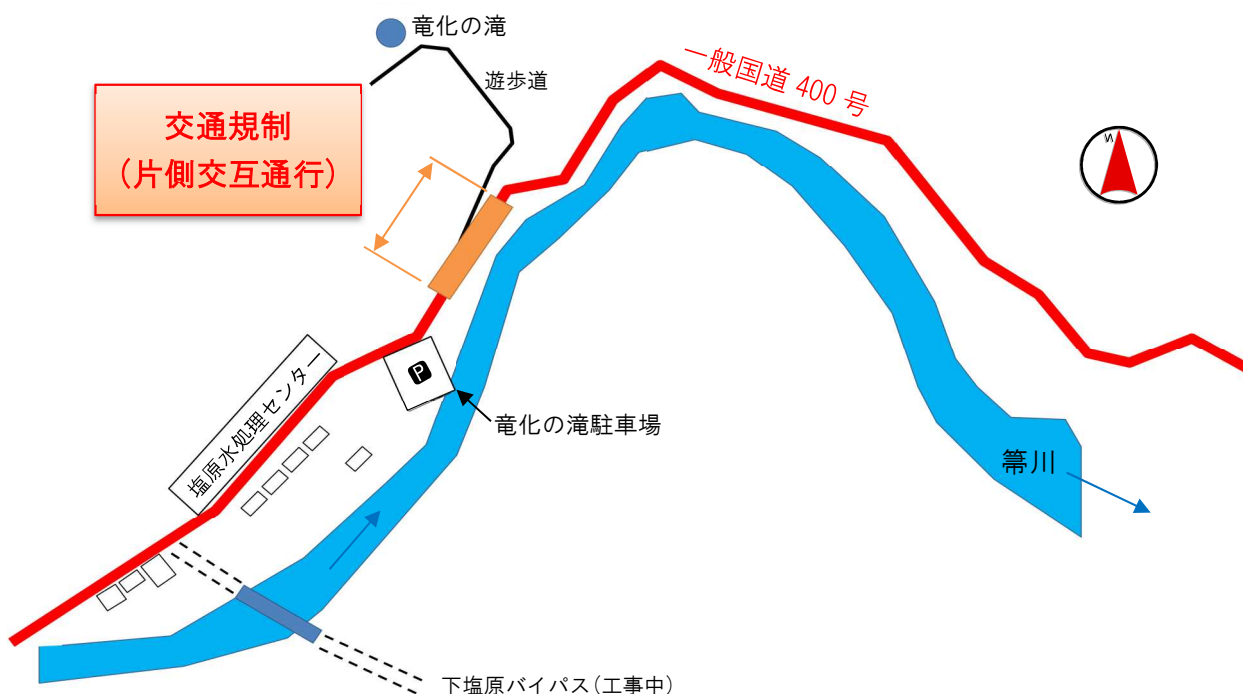 竜化の滝
遊歩道
一般国道 400 号
交通規制
(片側交互通行)
N
P
塩原水処理センター
竜化の滝駐車場
箒川
下塩原バイパス(工事中)